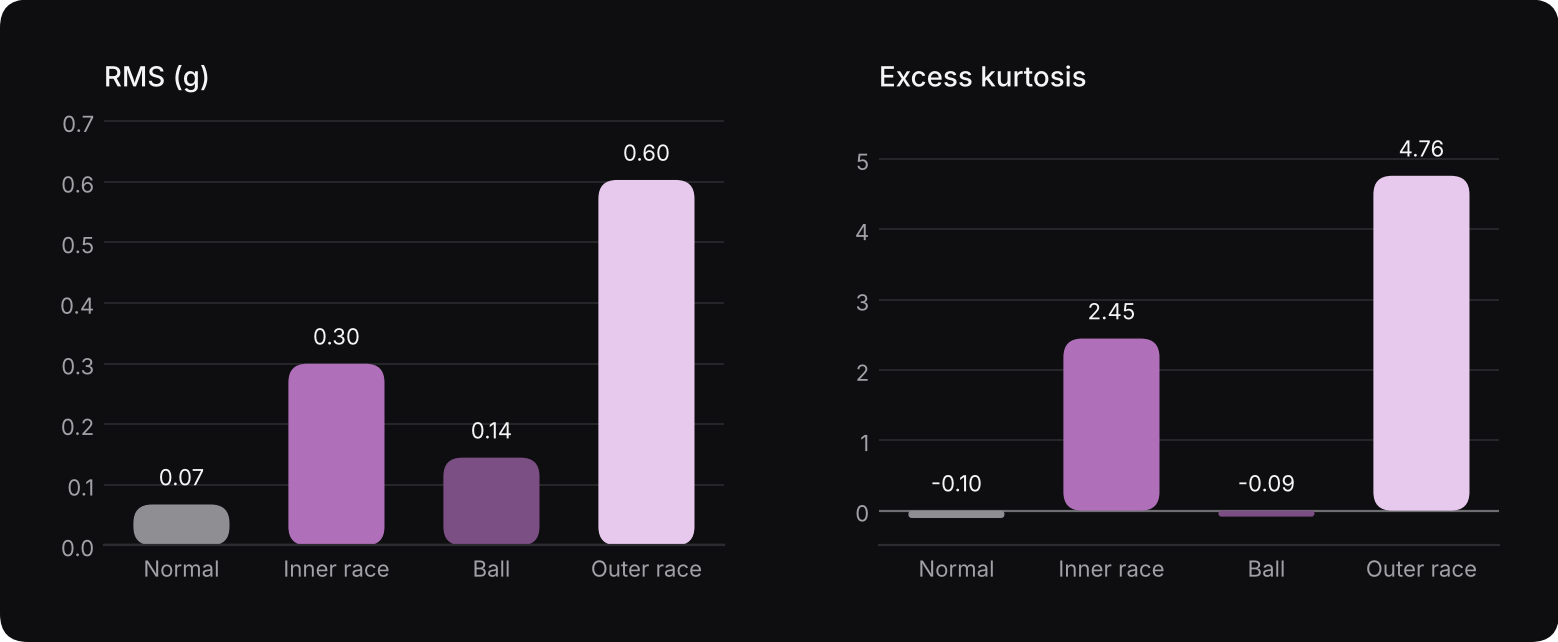 RMS (g)
0.7
0.6
0.5
0.4
0.3
0.2
0.1
0.0
0.07
0.30
0.14
0.60
Normal
Inner race
Ball
Outer race
Excess kurtosis
5
4
3
2
1
0
-0.10
2.45
-0.09
4.76
Normal
Inner race
Ball
Outer race